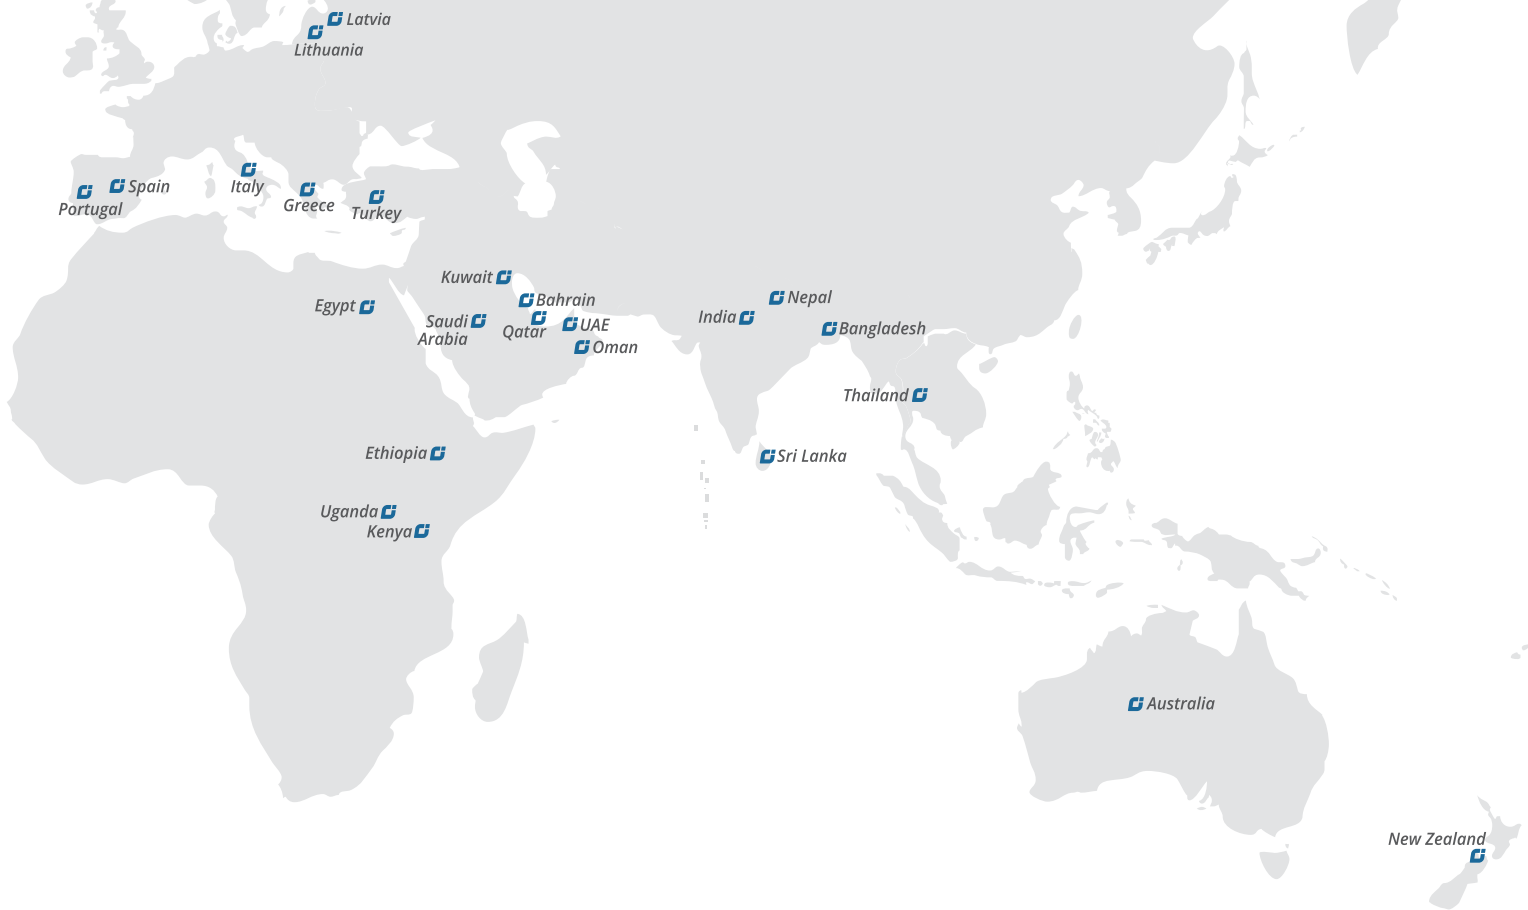 Latvia
Lithuania
Spain
Portugal
Italy
Greece
Turkey
Kuwait
Bahrain
Egypt
Saudi
Arabia
Qatar
UAE
Oman
Nepal
India
Bangladesh
Thailand
Ethiopia
Sri Lanka
Uganda
Kenya
Australia
New Zealand